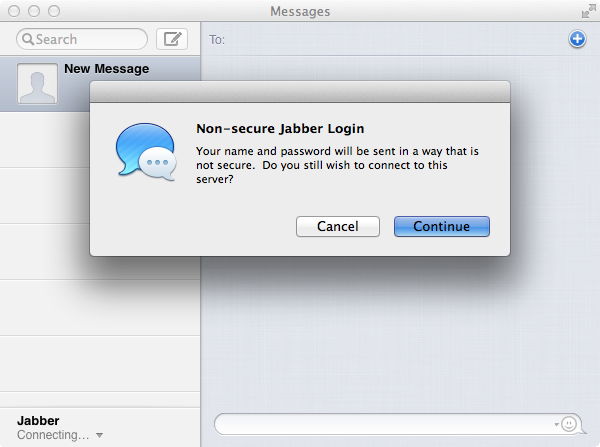 Messages
Search
To:
New Message
Non-secure Jabber Login
Your name and password will be sent in a way that
is not secure.  Do you still wish to connect to this
server?
Cancel
Continue
Jabber
Connecting...